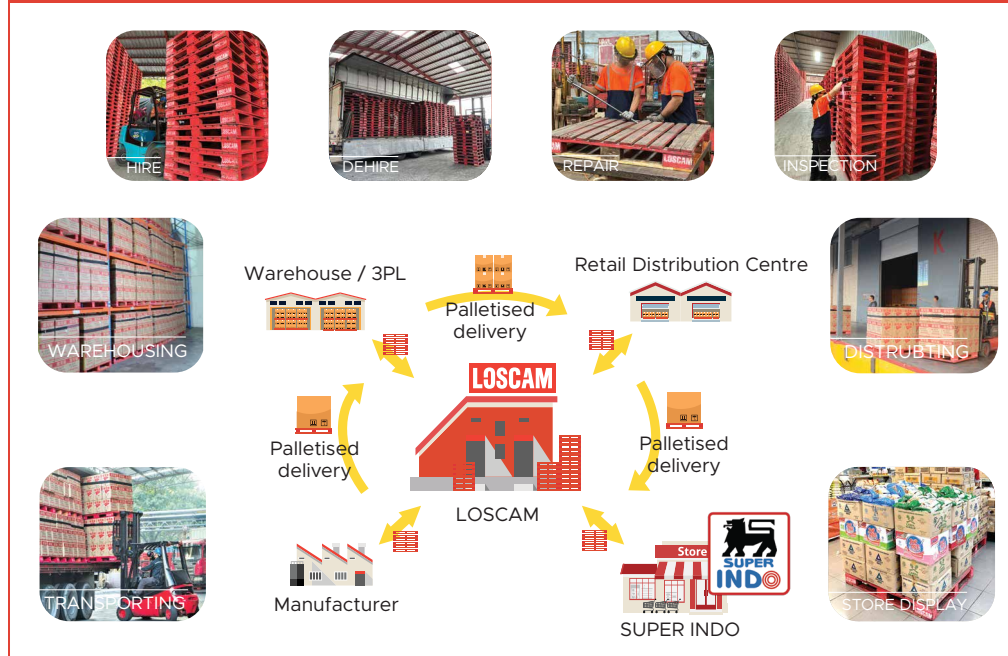 HIRE
DEHIRE
REPAIR
LOSCAM
INSPECTION
WAREHOUSING
Warehouse / 3PL
Palletised
delivery
Retail Distribution Centre
K
DISTRUBTING
LOSCAM
Palletised
delivery
Palletised
delivery
LOSCAM
TRANSPORTING
Manufacturer
Store
SUPER
INDO
SUPER INDO
STORE DISPLAY